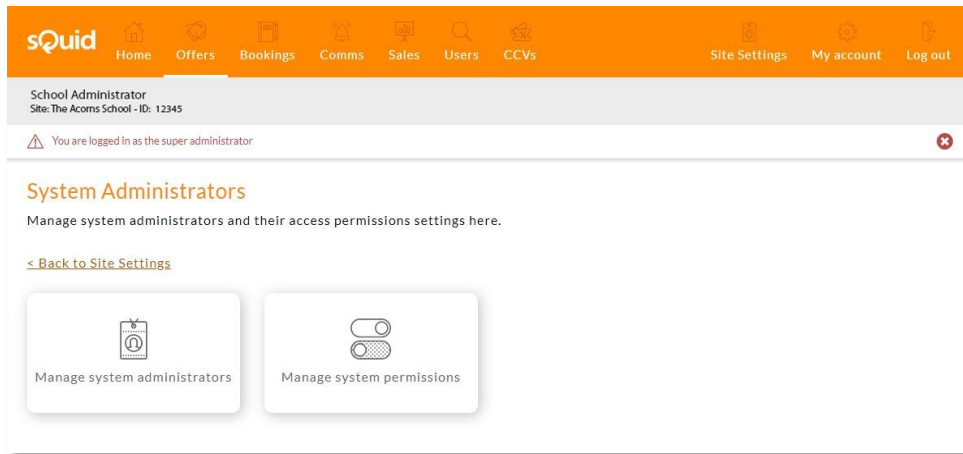 sQuid
Home Offers Bookings Comms Sales Users CCVs Site Settings My account Log out
School Administrator
Site: The Acorns School - ID: 12345
You are logged in as the super administrator
System Administrators
Manage system administrators and their access permissions settings here.
< Back to Site Settings
Manage system administrators Manage system permissions